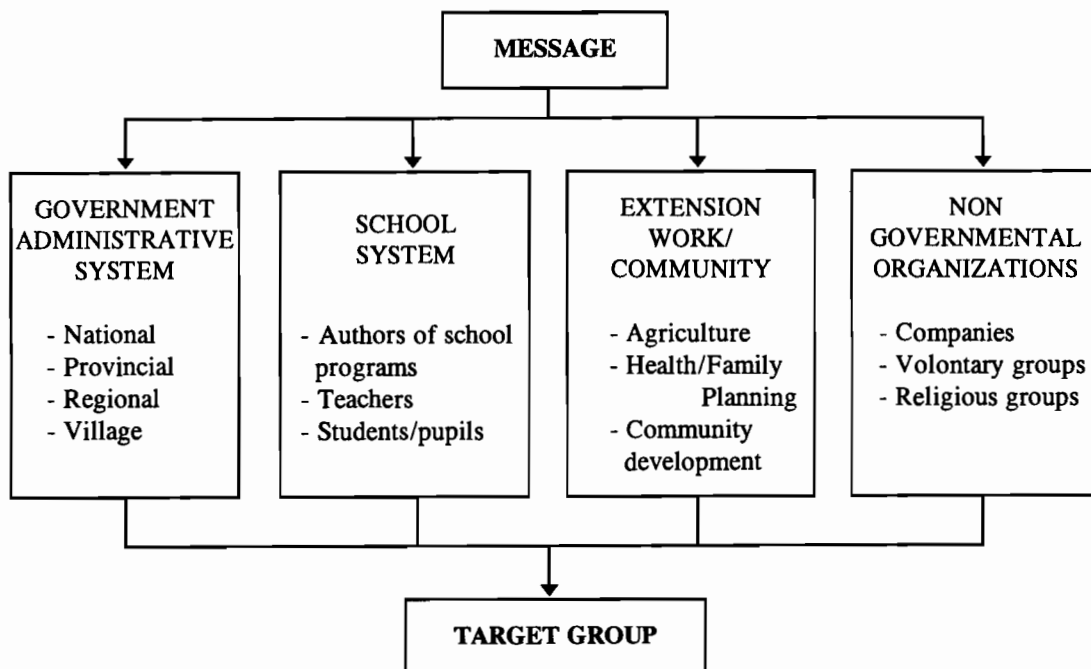 MESSAGE
GOVERNMENT
ADMINISTRATIVE
SYSTEM
- National
- Provincial
- Regional
- Village
SCHOOL
SYSTEM
- Authors of school
programs
- Teachers
- Students/pupils
EXTENSION
WORK/
COMMUNITY
- Agriculture
- Health/Family
Planning
- Community
development
NON
GOVERNMENTAL
ORGANIZATIONS
- Companies
- Volontary groups
- Religious groups
TARGET GROUP